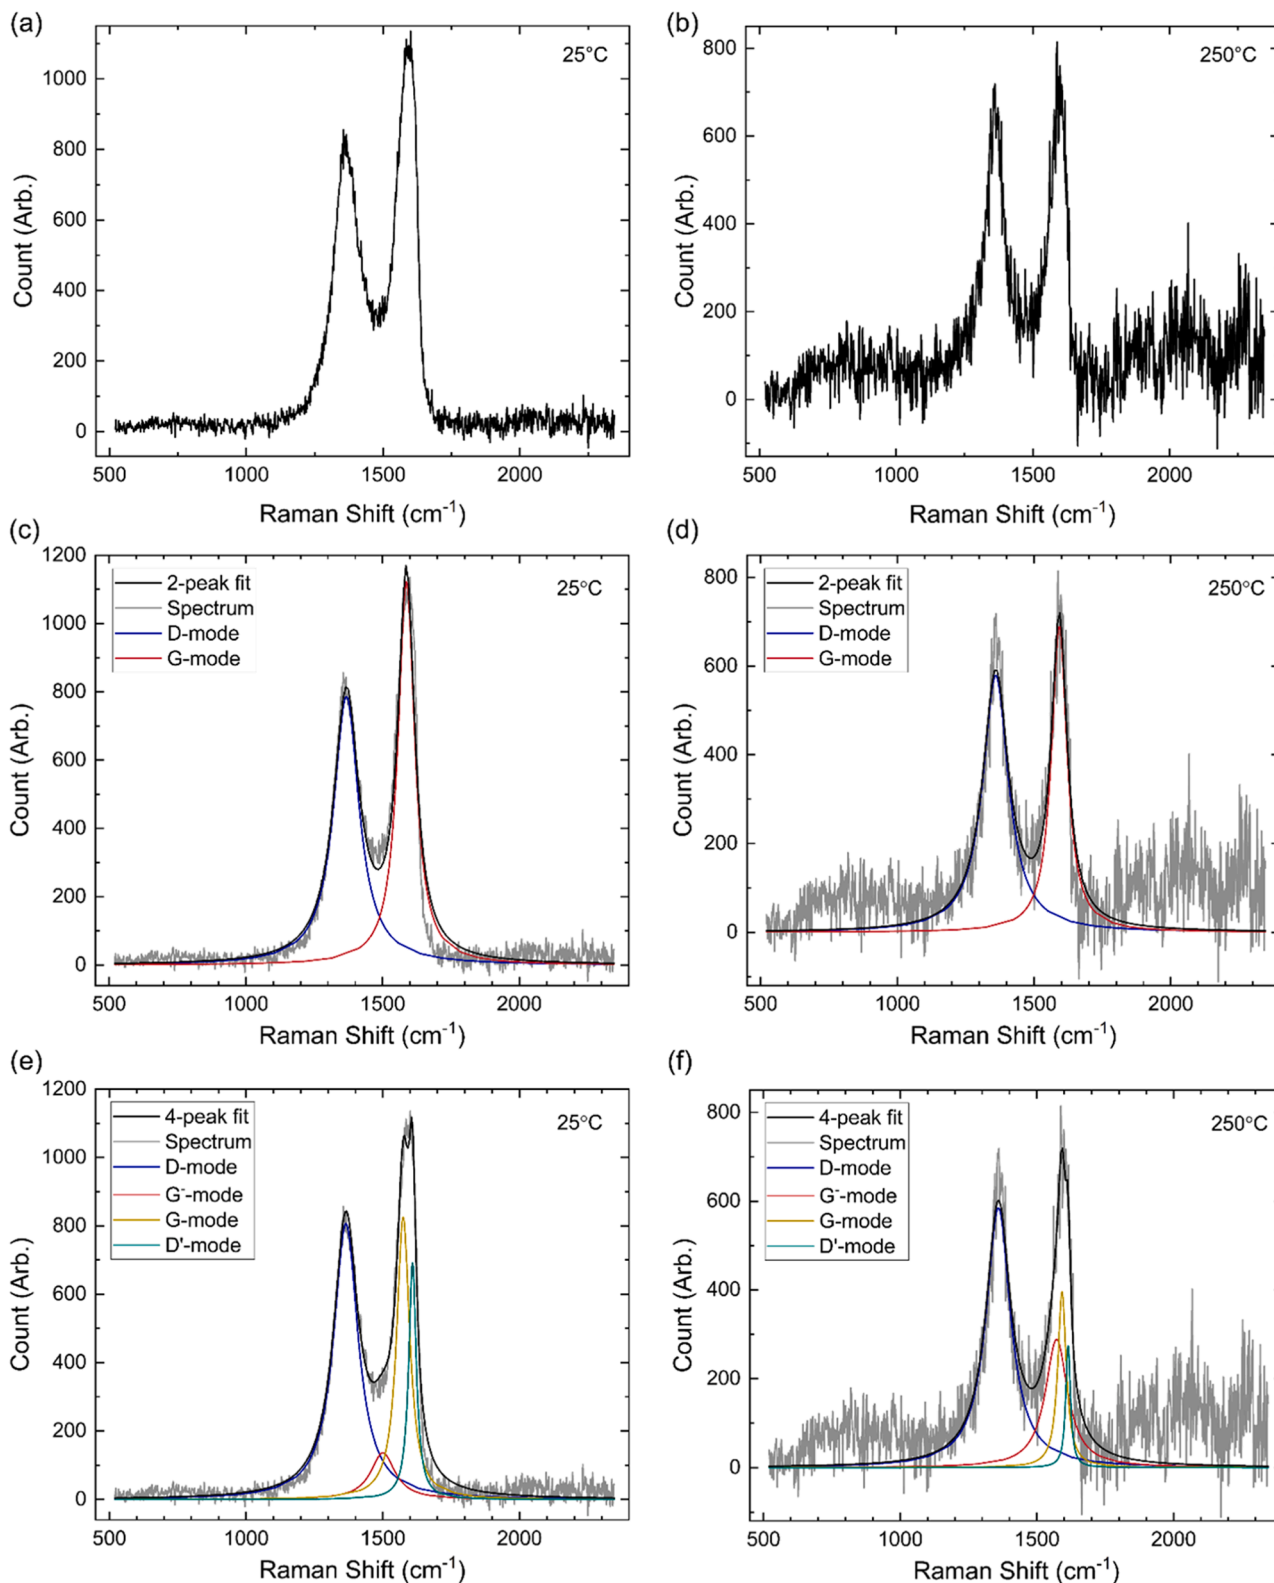 (a)
25°C
1000
800
600
400
200
0
Count (Arb.)
500
1000
1500
2000
Raman Shift (cm⁻¹)
(b)
250°C
800
600
400
200
0
Count (Arb.)
500
1000
1500
2000
Raman Shift (cm⁻¹)
(c)
25°C
1200
1000
800
600
400
200
0
2-peak fit
Spectrum
D-mode
G-mode
Count (Arb.)
500
1000
1500
2000
Raman Shift (cm⁻¹)
(d)
250°C
800
600
400
200
0
2-peak fit
Spectrum
D-mode
G-mode
Count (Arb.)
500
1000
1500
2000
Raman Shift (cm⁻¹)
(e)
25°C
1200
1000
800
600
400
200
0
4-peak fit
Spectrum
D-mode
G⁻-mode
G-mode
D'-mode
Count (Arb.)
500
1000
1500
2000
Raman Shift (cm⁻¹)
(f)
250°C
800
600
400
200
0
4-peak fit
Spectrum
D-mode
G⁻-mode
G-mode
D'-mode
Count (Arb.)
500
1000
1500
2000
Raman Shift (cm⁻¹)